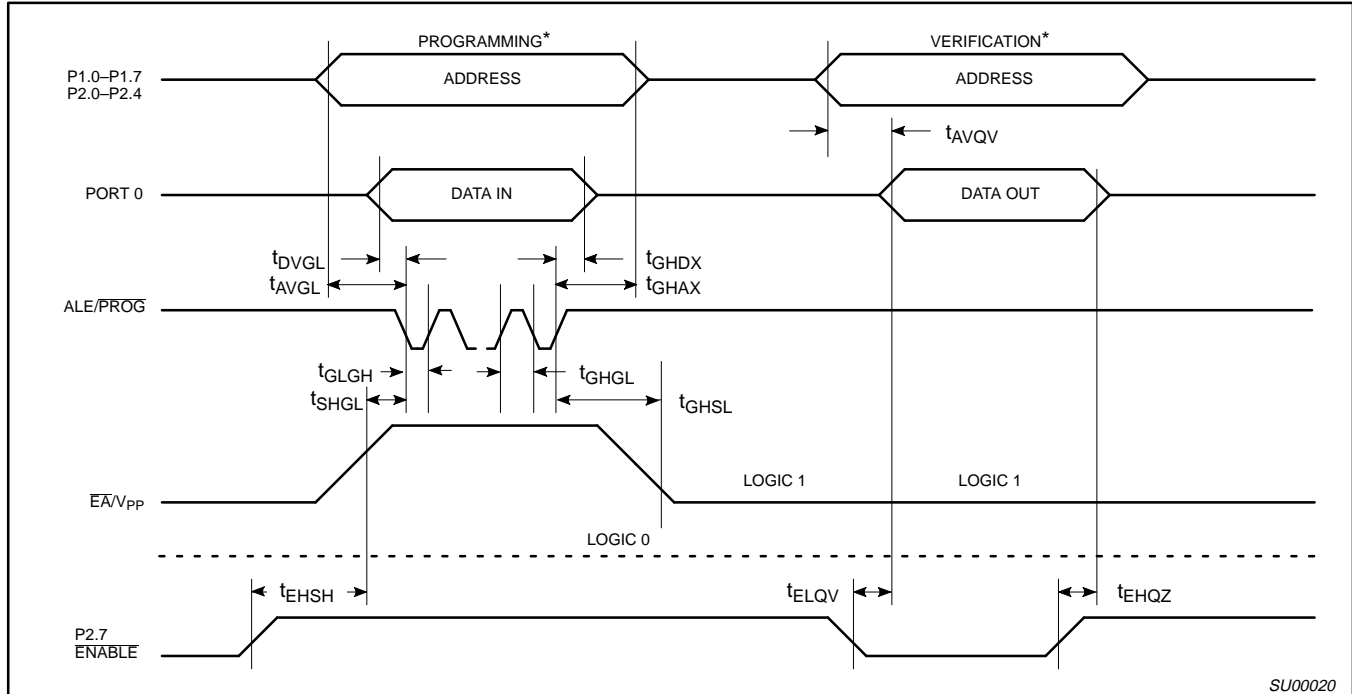 PROGRAMMING*
VERIFICATION*
P1.0–P1.7
P2.0–P2.4
ADDRESS
ADDRESS
tAVQV
PORT 0
DATA IN
DATA OUT
tDVGL
tGHDX
tAVGL
tGHAX
ALE/PROG
tGLGH
tGHGL
tSHGL
tGHSL
LOGIC 1
LOGIC 1
EA/VPP
LOGIC 0
tEHSH
tELQV
tEHQZ
P2.7
ENABLE
SU00020